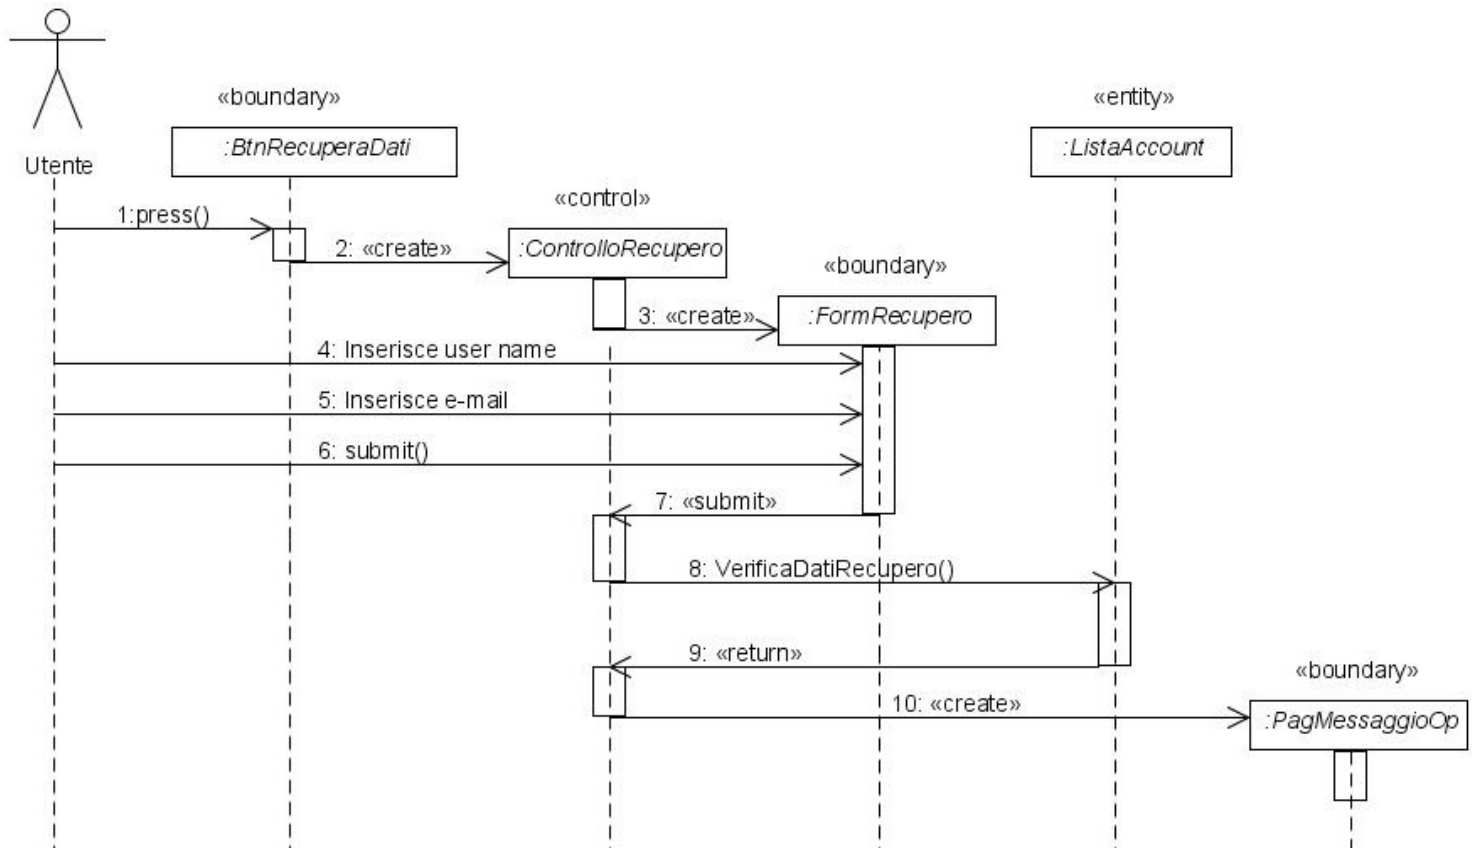 «boundary»
«entity»
:BtnRecuperaDati
:ListaAccount
Utente
«control»
1:press()
2: «create»
:ControlloRecupero
«boundary»
3: «create»
:FormRecupero
4: Inserisce user name
5: Inserisce e-mail
6: submit()
7: «submit»
8: VerificaDatiRecupero()
9: «return»
«boundary»
10: «create»
:PagMessaggioOp